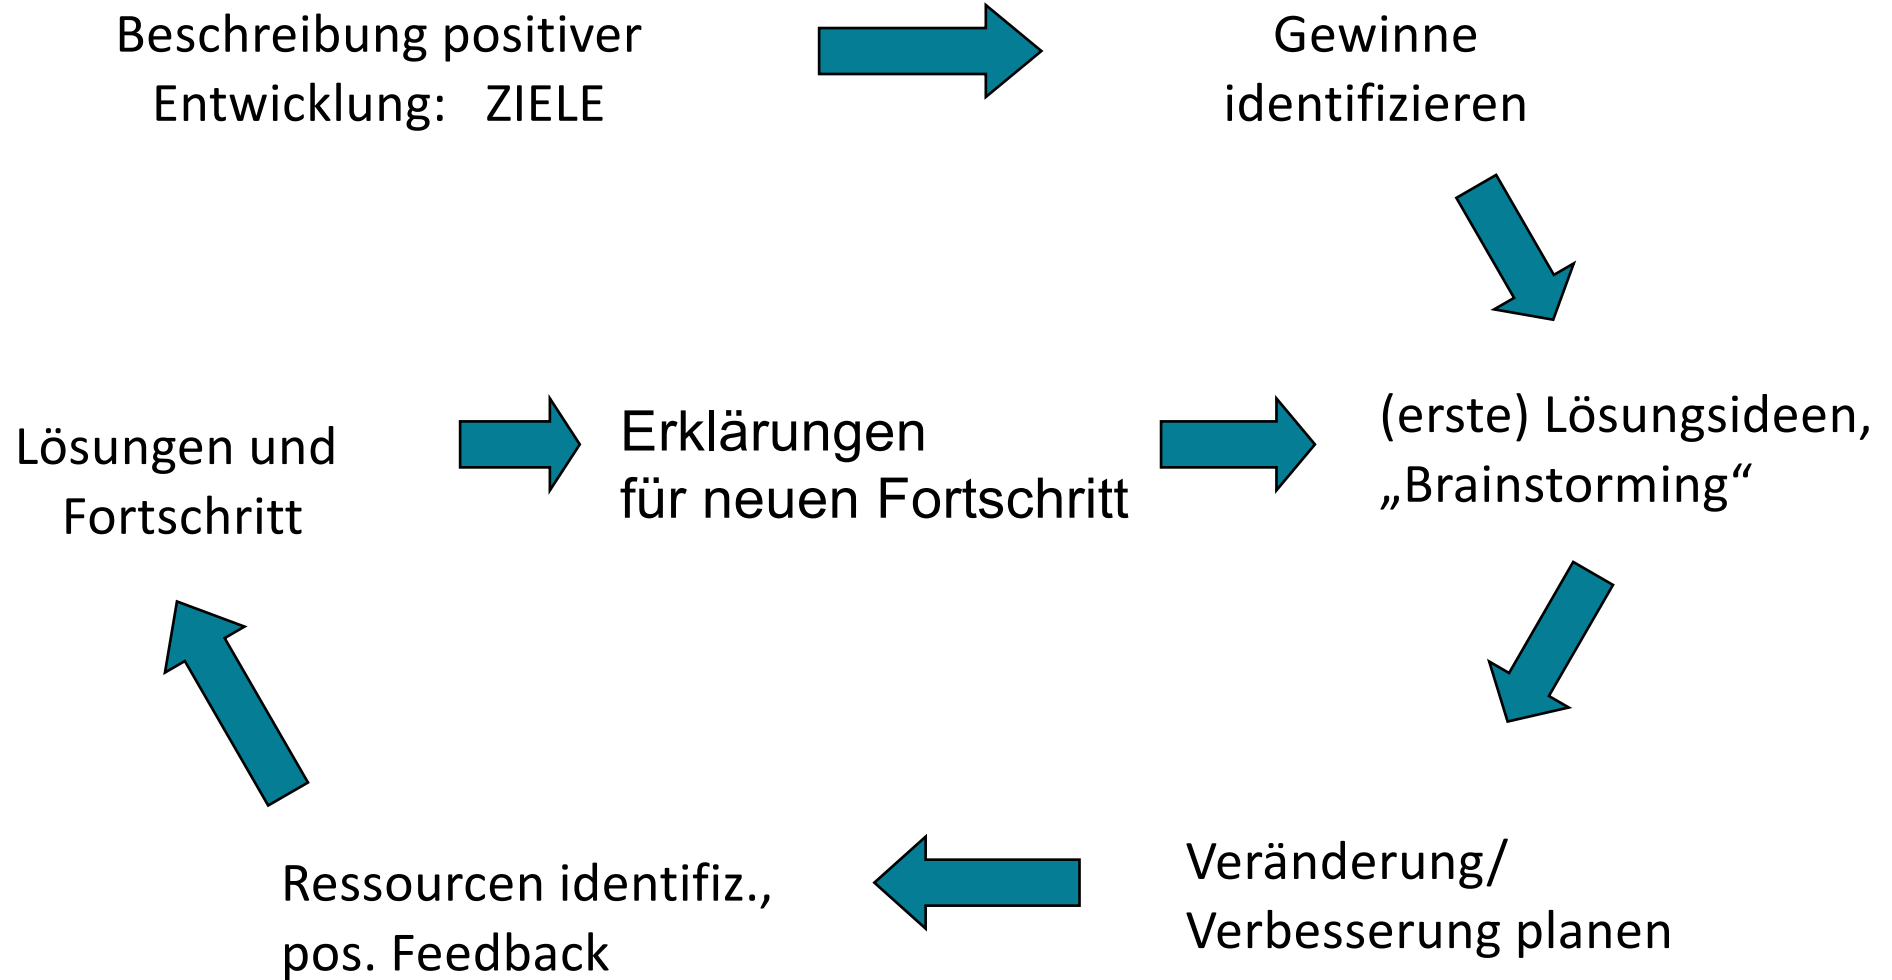 Beschreibung positiver
Entwicklung: ZIELE
Gewinne
identifizieren
Lösungen und
Fortschritt
Erklärungen
für neuen Fortschritt
(erste) Lösungsideen,
„Brainstorming“
Ressourcen identifiz.,
pos. Feedback
Veränderung/
Verbesserung planen